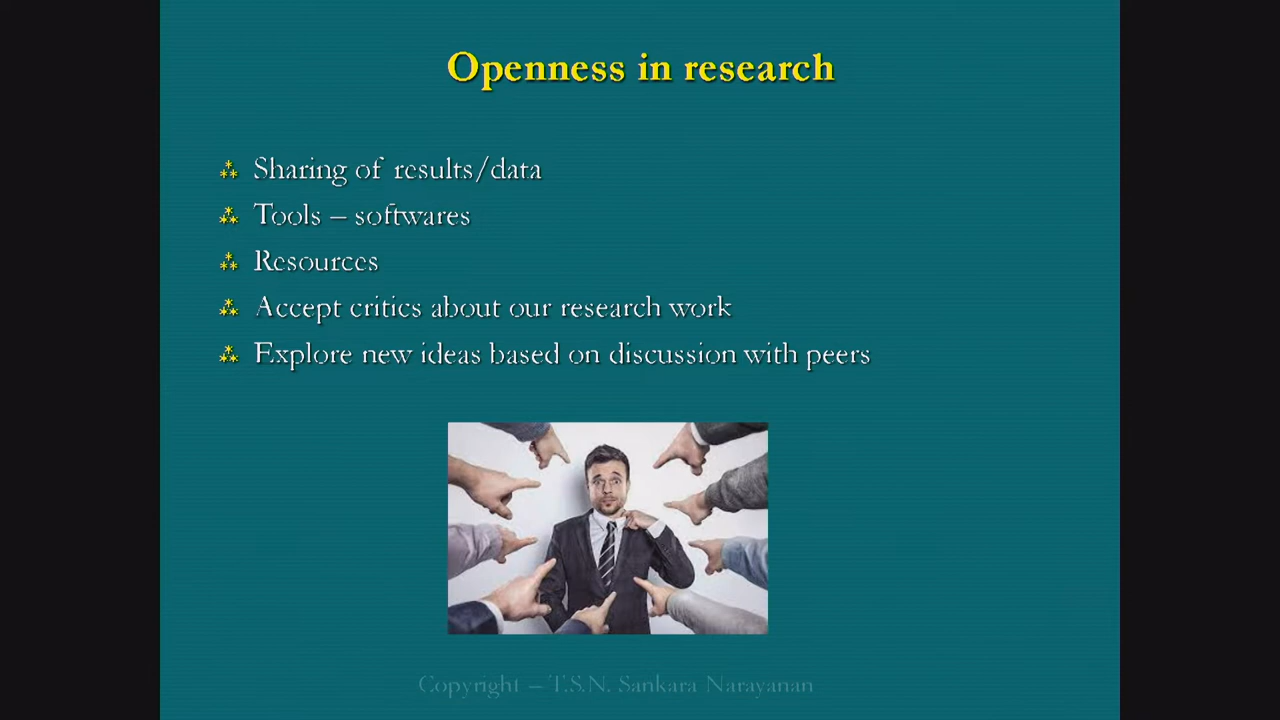 Openness in research
Sharing of results/data
Tools – softwares
Resources
Accept critics about our research work
Explore new ideas based on discussion with peers
Copyright – T.S.N. Sankara Narayanan